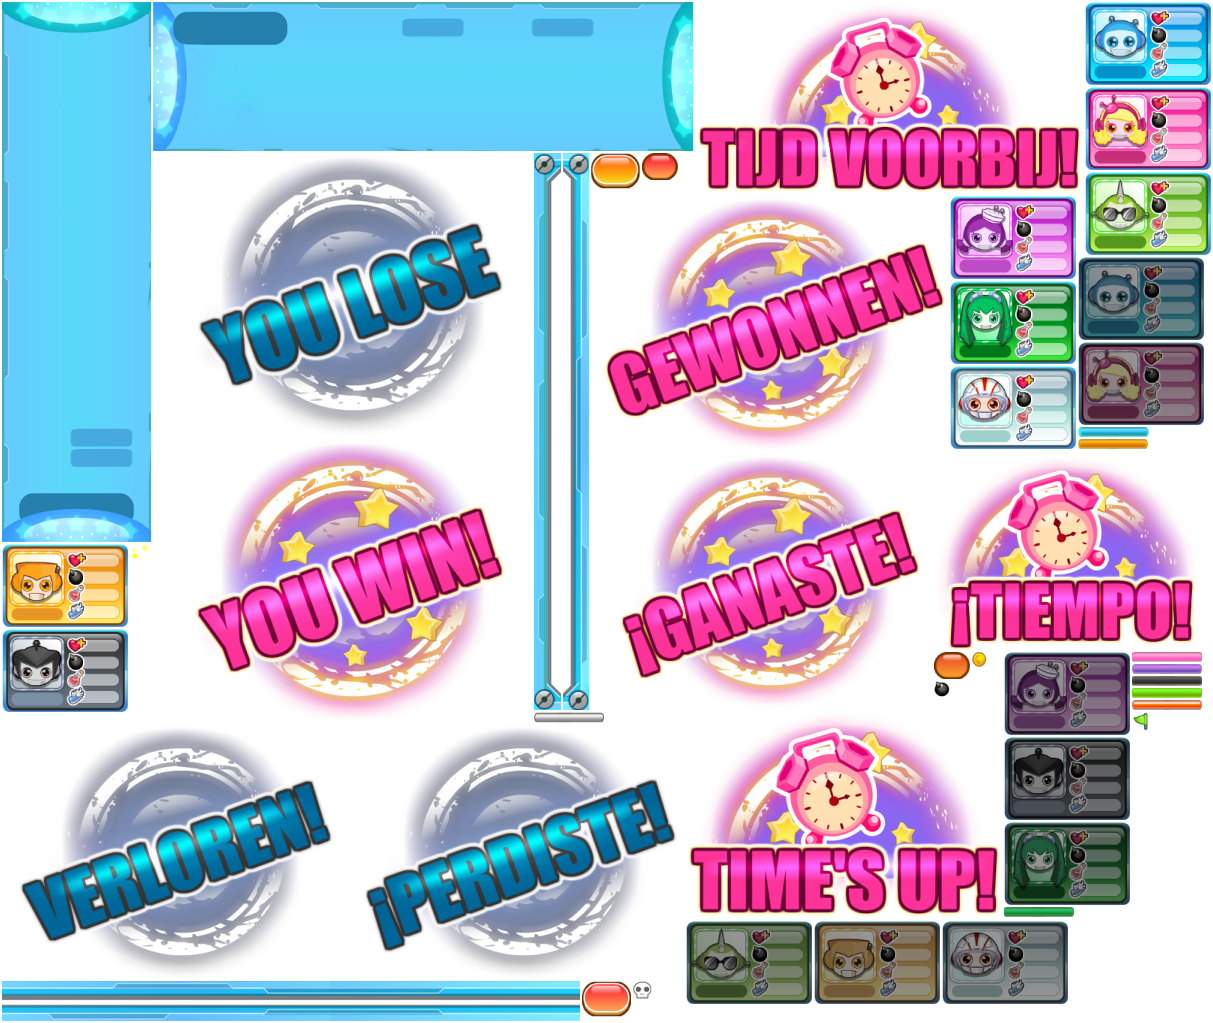 TIJD VOORBIJ!
YOU LOSE
GEWONNEN!
YOU WIN!
¡GANASTE!
¡TIEMPO!
VERLOREN!
¡PERDISTE!
TIME'S UP!